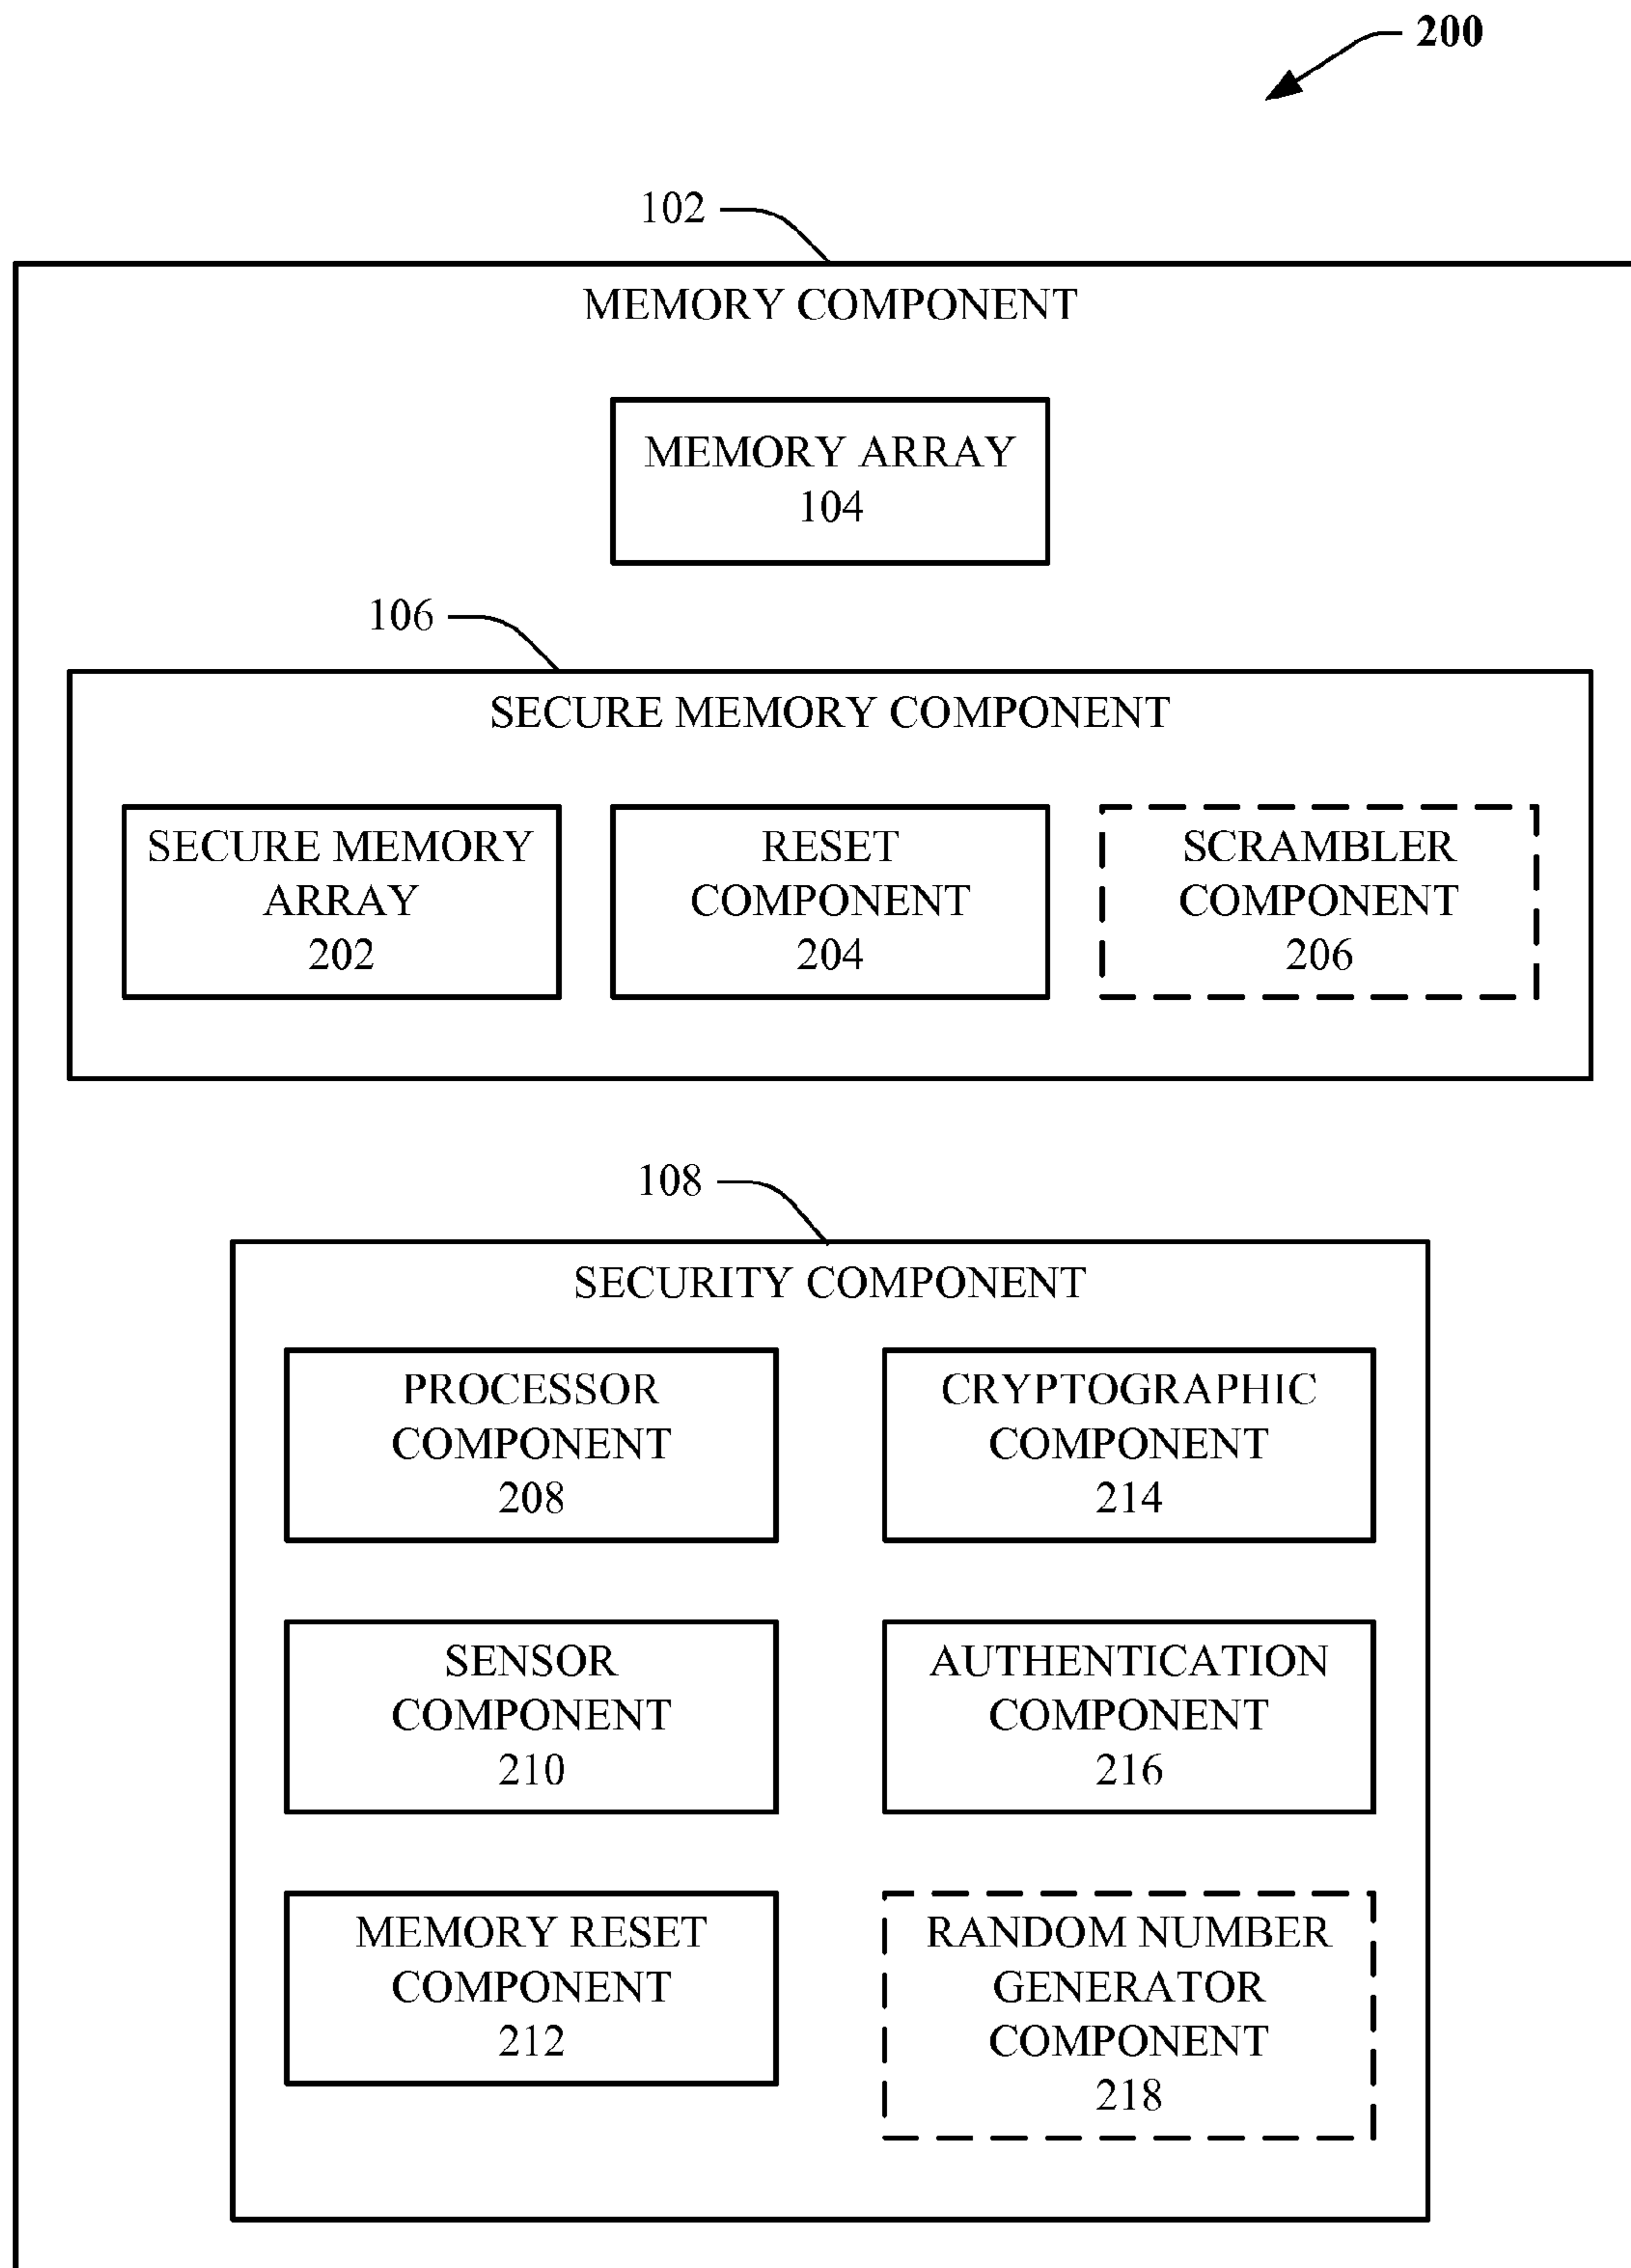 200
102
MEMORY COMPONENT
MEMORY ARRAY
104
106
SECURE MEMORY COMPONENT
SECURE MEMORY
ARRAY
202
RESET
COMPONENT
204
SCRAMBLER
COMPONENT
206
108
SECURITY COMPONENT
PROCESSOR
COMPONENT
208
CRYPTOGRAPHIC
COMPONENT
214
SENSOR
COMPONENT
210
AUTHENTICATION
COMPONENT
216
MEMORY RESET
COMPONENT
212
RANDOM NUMBER
GENERATOR
COMPONENT
218